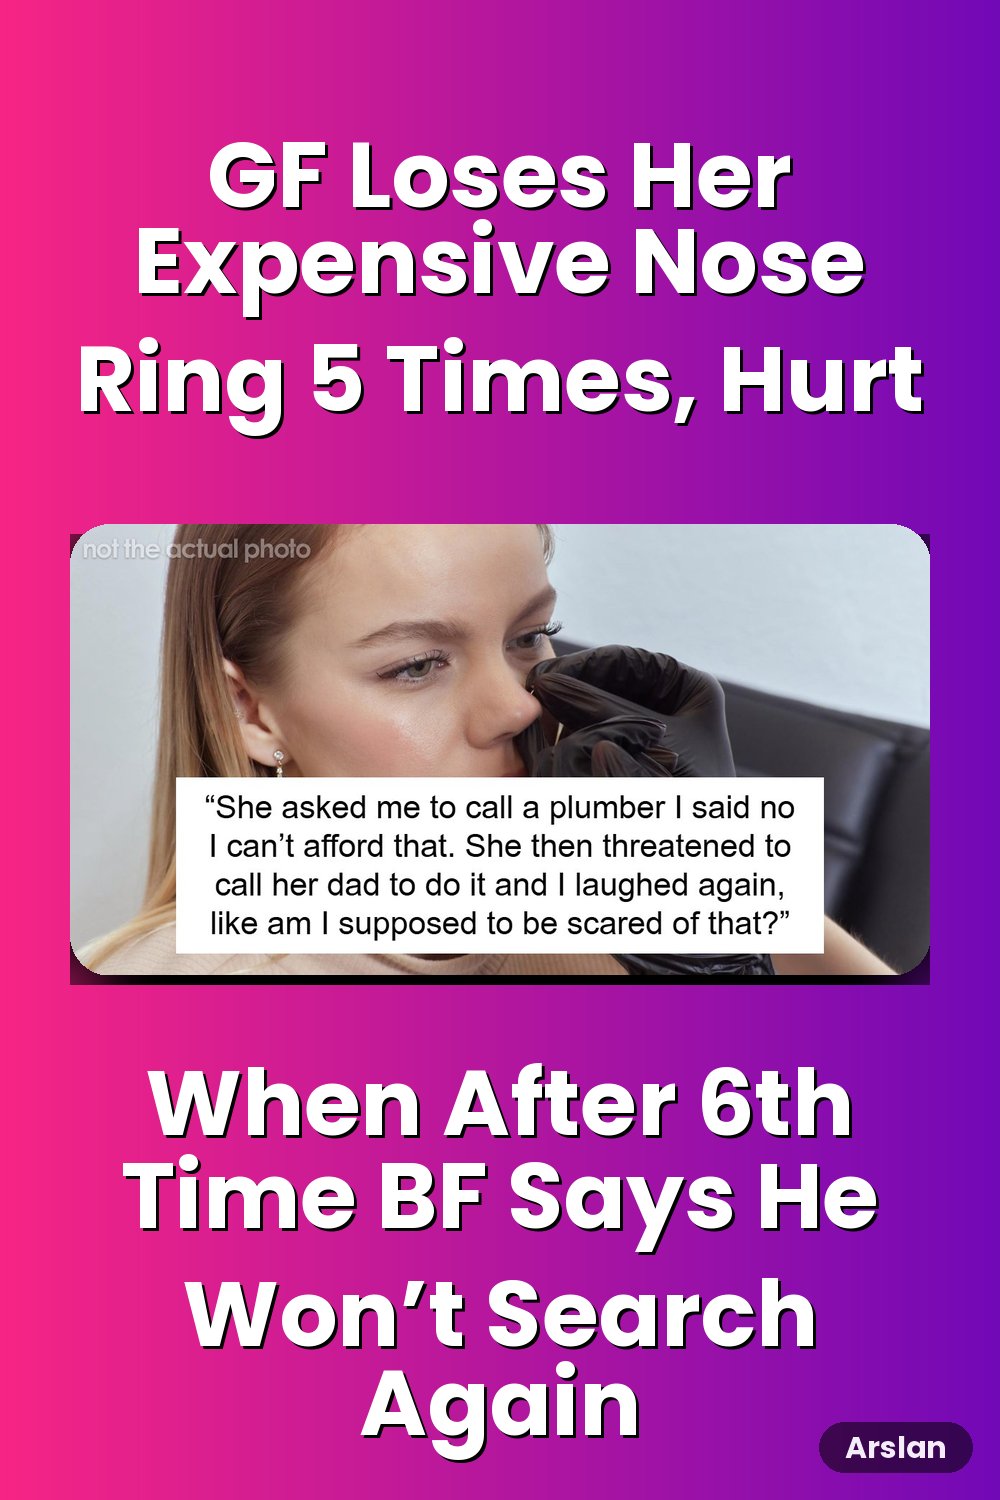 GF Loses Her
Expensive Nose
Ring 5 Times, Hurt
not the actual photo
“She asked me to call a plumber I said no
I can’t afford that. She then threatened to
call her dad to do it and I laughed again,
like am I supposed to be scared of that?”
When After 6th
Time BF Says He
Won’t Search
Again
Arslan